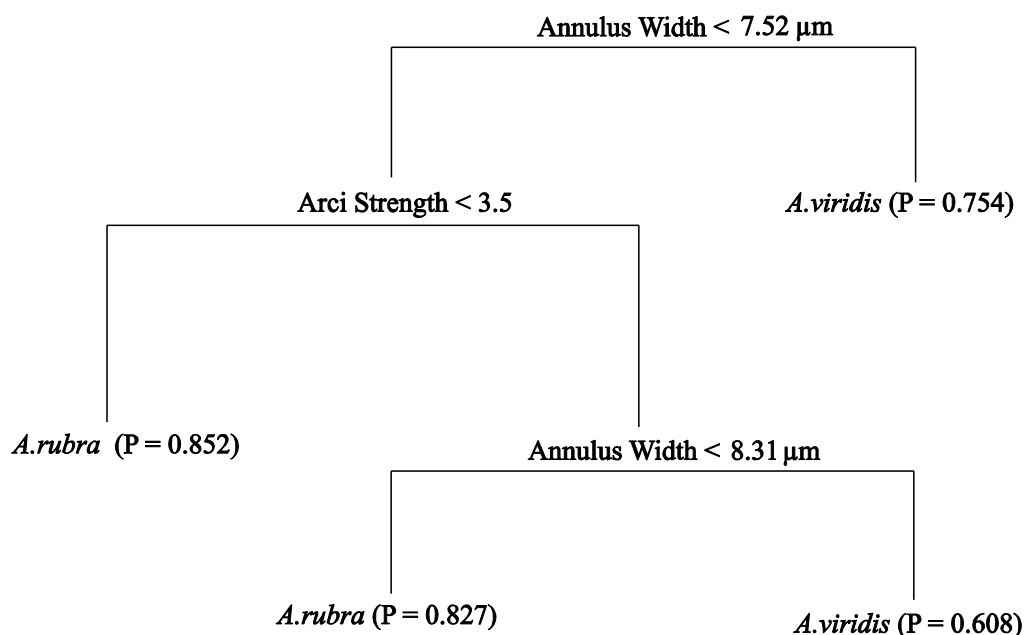 Annulus Width < 7.52 µm
Arci Strength < 3.5
A.viridis (P = 0.754)
A.rubra (P = 0.852)
Annulus Width < 8.31 µm
A.rubra (P = 0.827)
A.viridis (P = 0.608)